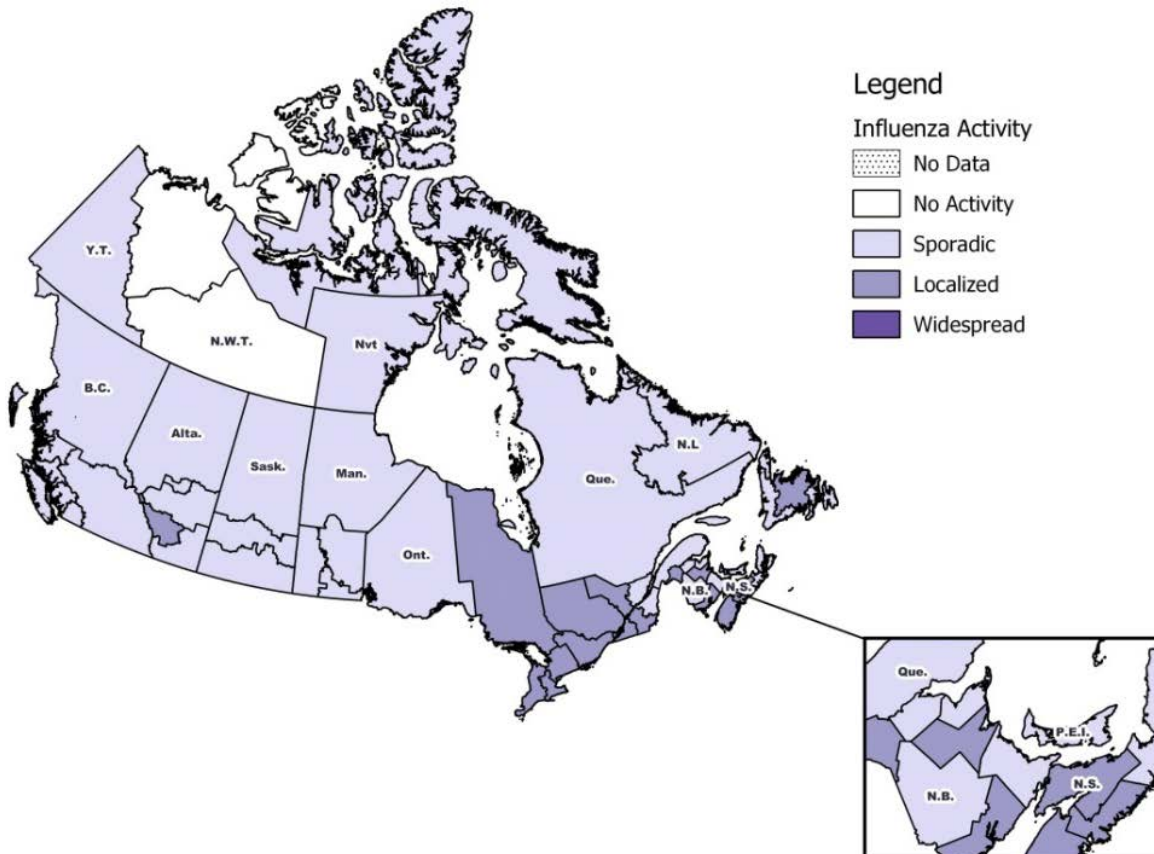 Legend
Influenza Activity
No Data
No Activity
Sporadic
Localized
Widespread
Y.T.
N.W.T.
Nvt
B.C.
Alta.
Sask.
Man.
Ont.
Que.
N.L
N.B.
N.S.
Que.
P.E.I.
N.B.
N.S.